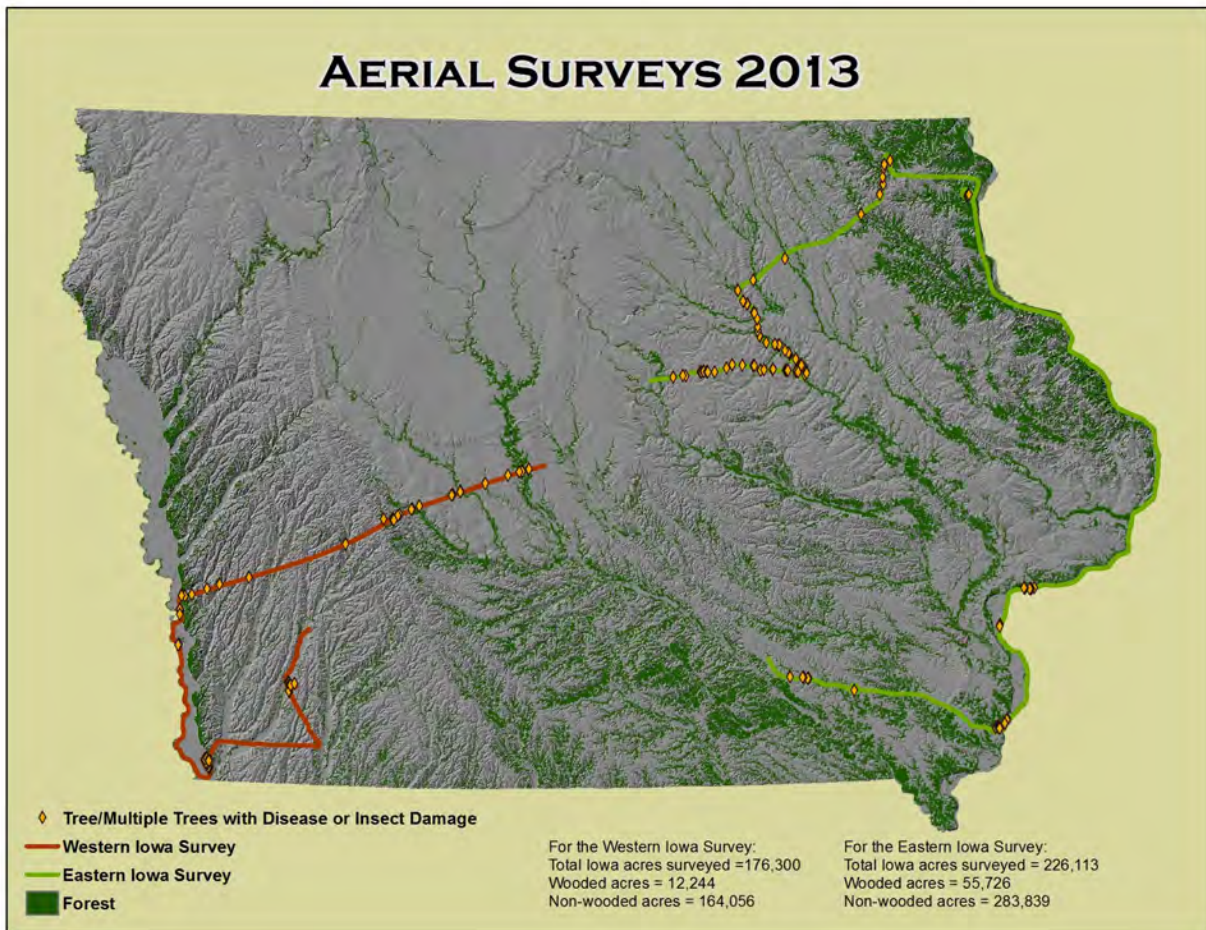 AERIAL SURVEYS 2013
Tree/Multiple Trees with Disease or Insect Damage
Western Iowa Survey
Eastern Iowa Survey
Forest
For the Western Iowa Survey:
Total Iowa acres surveyed =176,300
Wooded acres = 12,244
Non-wooded acres = 164,056
For the Eastern Iowa Survey:
Total Iowa acres surveyed = 226,113
Wooded acres = 55,726
Non-wooded acres = 283,839